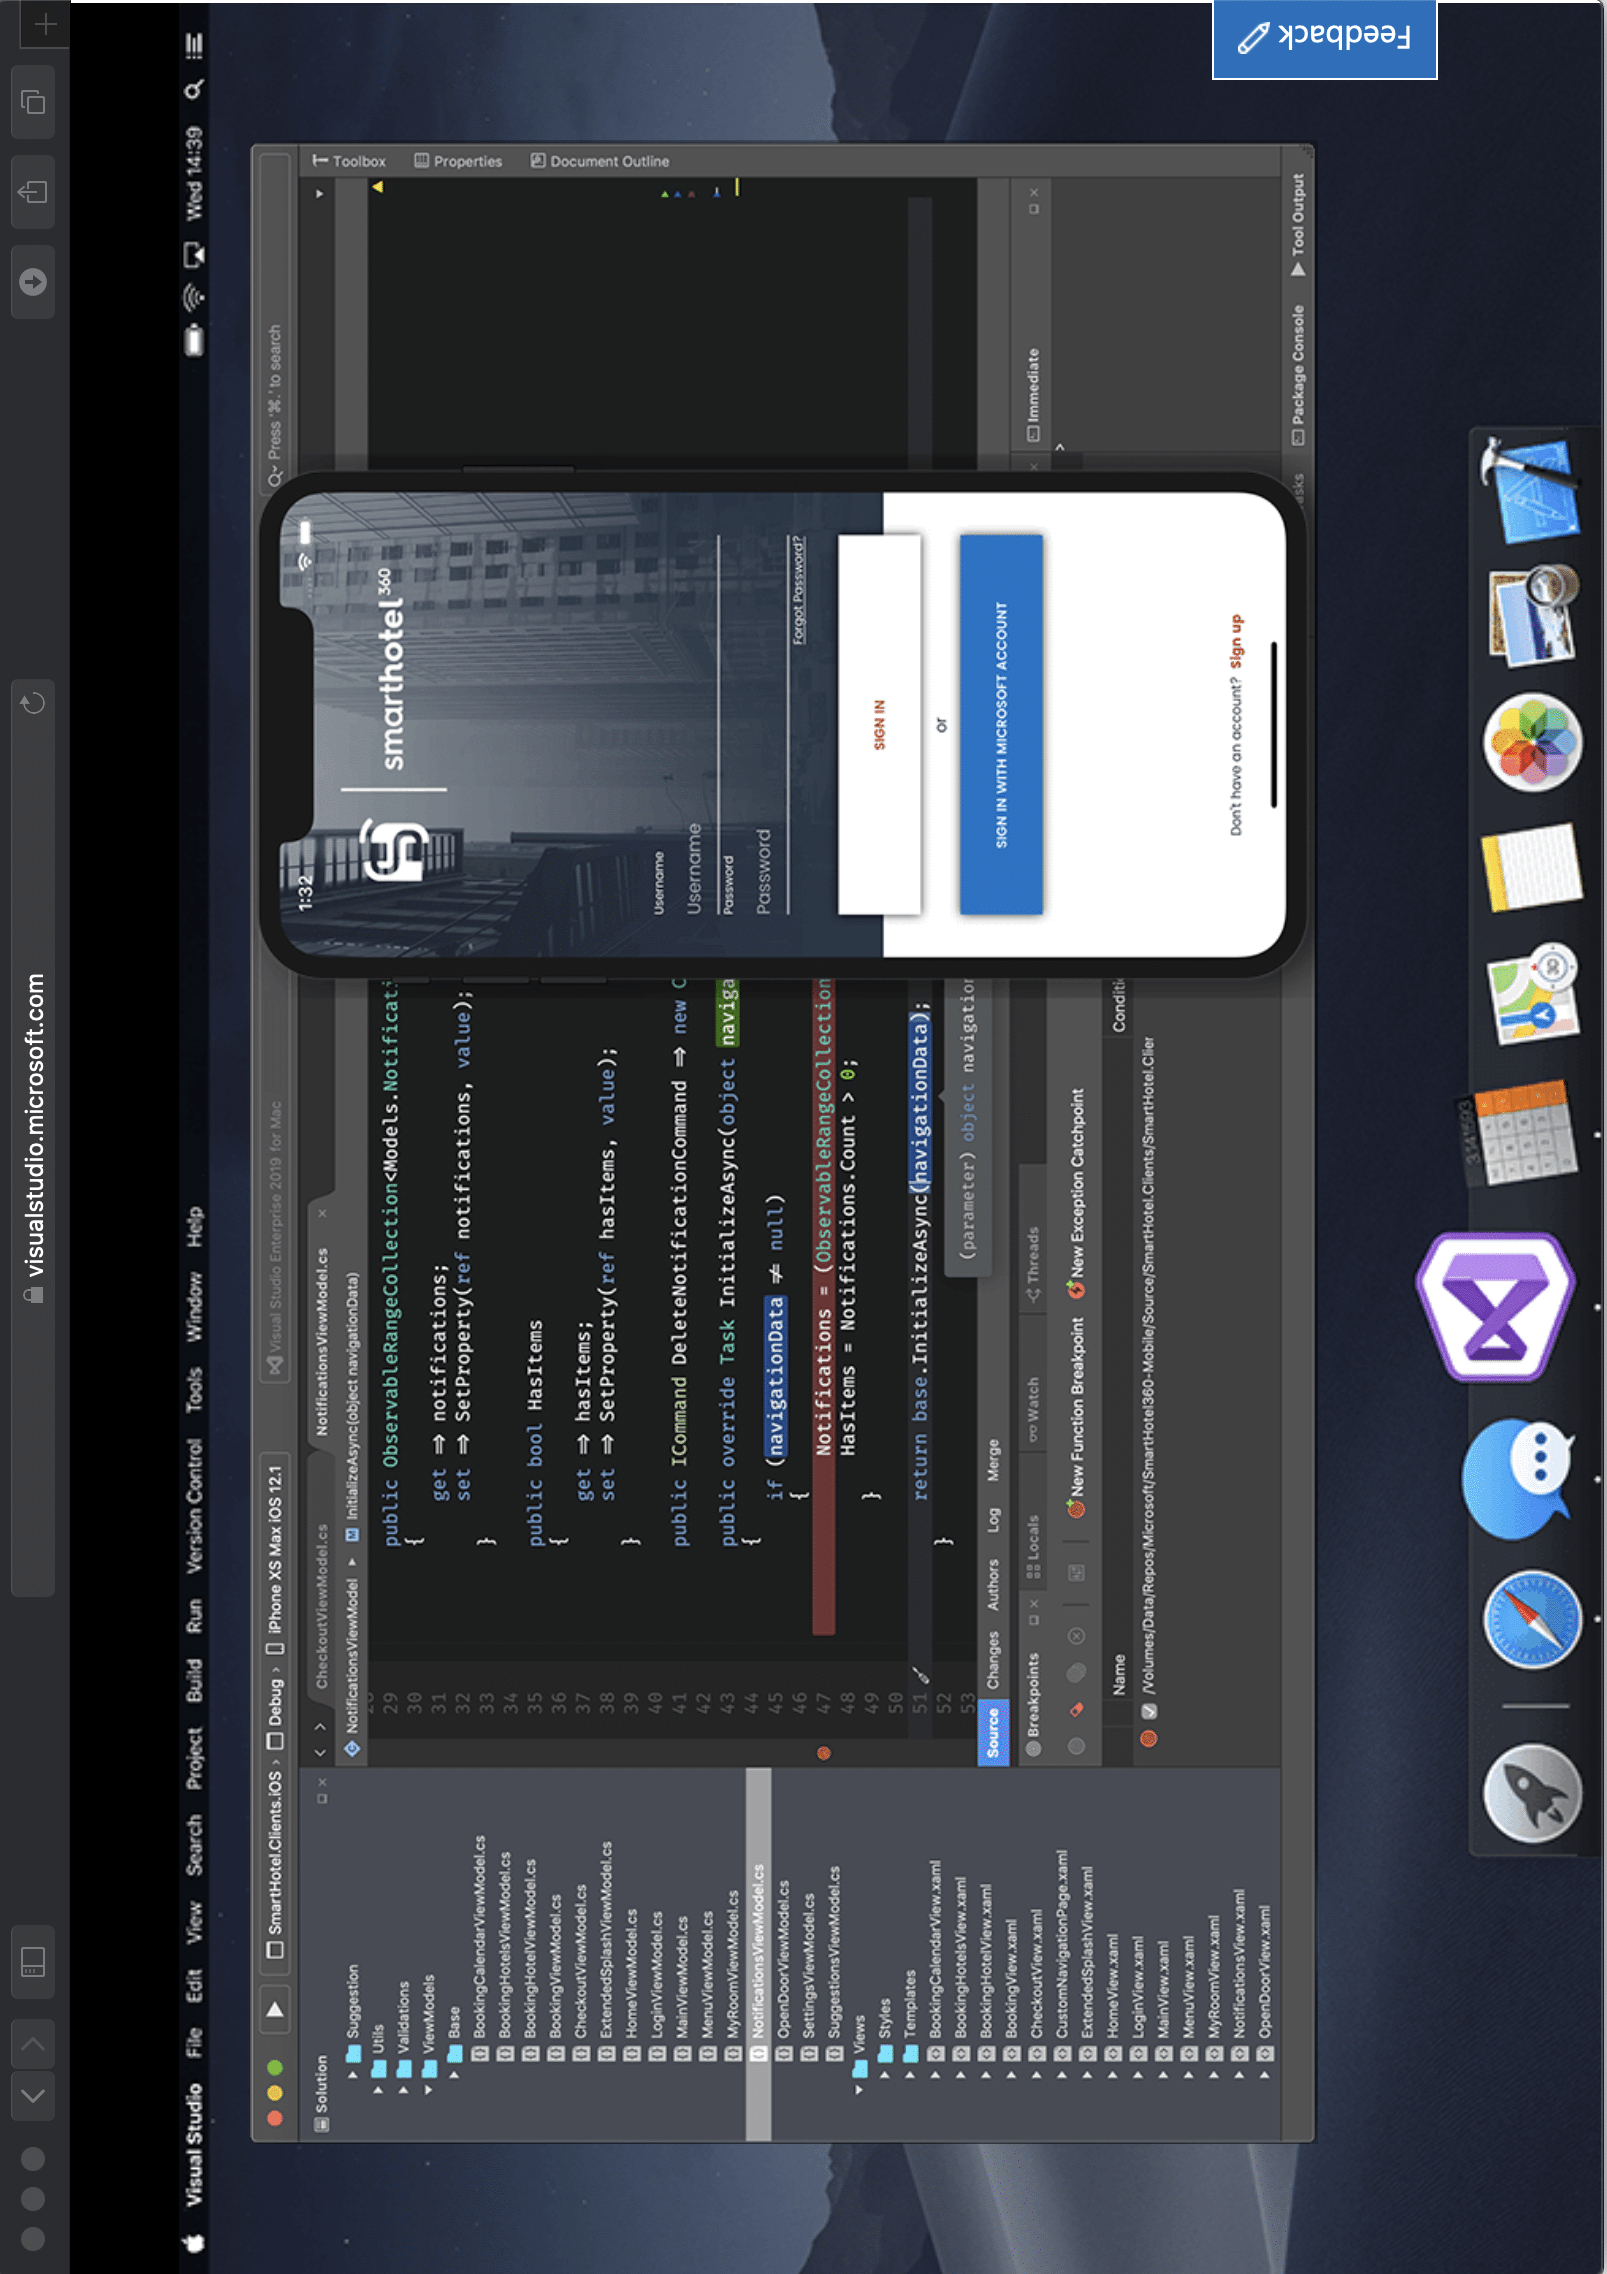 visualstudio.microsoft.com
Visual Studio File Edit View Search Project Build Run Version Control Tools Window Help
Wed 14:39
SmartHotel.Clients.iOS › Debug › iPhone XS Max iOS 12.1
Visual Studio Enterprise 2019 for Mac
Press '⌘.' to search
Solution
Suggestion
Utils
Validations
ViewModels
Base
BookingCalendarViewModel.cs
BookingHotelsViewModel.cs
BookingHotelViewModel.cs
BookingViewModel.cs
CheckoutViewModel.cs
ExtendedSplashViewModel.cs
HomeViewModel.cs
LoginViewModel.cs
MainViewModel.cs
MenuViewModel.cs
MyRoomViewModel.cs
NotificationsViewModel.cs
OpenDoorViewModel.cs
SettingsViewModel.cs
SuggestionsViewModel.cs
Views
Styles
Templates
BookingCalendarView.xaml
BookingHotelsView.xaml
BookingHotelView.xaml
BookingView.xaml
CheckoutView.xaml
CustomNavigationPage.xaml
ExtendedSplashView.xaml
HomeView.xaml
LoginView.xaml
MainView.xaml
MenuView.xaml
MyRoomView.xaml
NotificationsView.xaml
OpenDoorView.xaml
CheckoutViewModel.cs
NotificationsViewModel.cs
NotificationsViewModel ▸ InitializeAsync(object navigationData)
29 public ObservableRangeCollection<Models.Notificati
30 {
31 get => notifications;
32 set => SetProperty(ref notifications, value);
33 }
34
35 public bool HasItems
36 {
37 get => hasItems;
38 set => SetProperty(ref hasItems, value);
39 }
40
41 public ICommand DeleteNotificationCommand => new C
42
43 public override Task InitializeAsync(object naviga
44 {
45 if (navigationData != null)
46 {
47 Notifications = (ObservableRangeCollection
48 HasItems = Notifications.Count > 0;
49 }
50
51 return base.InitializeAsync(navigationData);
52 }
53
(parameter) object navigation
Source Changes Authors Log Merge
Breakpoints
Locals
Watch
Threads
Immediate
New Function Breakpoint
New Exception Catchpoint
Name
Conditi
/Volumes/Data/Repos/Microsoft/SmartHotel360-Mobile/Source/SmartHotel.Clients/SmartHotel.Clier
Toolbox
Properties
Document Outline
asks
Package Console
Tool Output
1:32
smarthotel360
Username
Username
Password
Password
Forgot Password?
SIGN IN
or
SIGN IN WITH MICROSOFT ACCOUNT
Don't have an account? Sign up
3D
Feedback